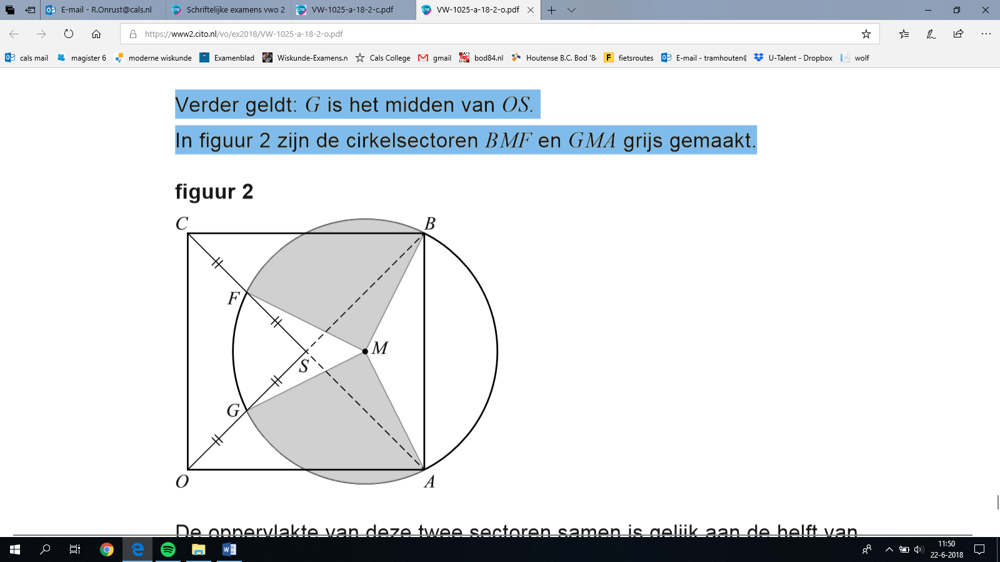 E-mail - R.Onrust@cals.nl
Schriftelijke examens vwo 2
VW-1025-a-18-2-c.pdf
VW-1025-a-18-2-o.pdf
https://www2.cito.nl/vo/ex2018/VW-1025-a-18-2-o.pdf
cals mail
magister 6
moderne wiskunde
Examenblad
Wiskunde-Examens.n
Cals College
gmail
bod84.nl
Houtense B.C. Bod '84
fietsroutes
E-mail - tramhouten@
U-Talent - Dropbox
wolf
Verder geldt: G is het midden van OS.
In figuur 2 zijn de cirkelsectoren BMF en GMA grijs gemaakt.
figuur 2
C
B
F
M
S
G
O
A
De oppervlakte van deze twee sectoren samen is gelijk aan de helft van
11:50
22-6-2018